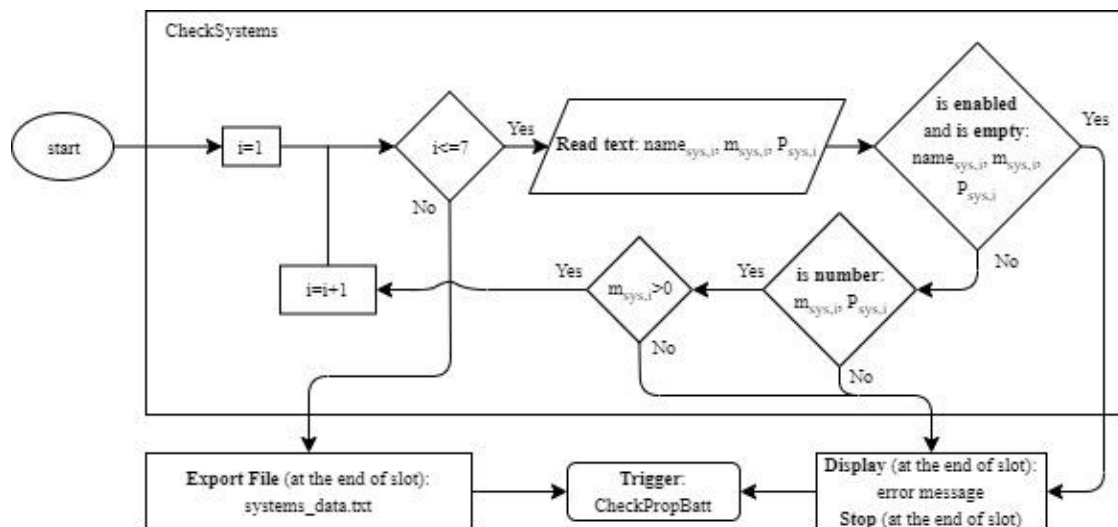 CheckSystems
start
i=1
i<=7
Yes
No
Read text: name_sys,i, m_sys,i, P_sys,i
is enabled
and is empty:
name_sys,i, m_sys,i,
P_sys,i
Yes
No
is number:
m_sys,i, P_sys,i
Yes
No
m_sys,i>0
Yes
No
i=i+1
Export File (at the end of slot):
systems_data.txt
Trigger:
CheckPropBatt
Display (at the end of slot):
error message
Stop (at the end of slot)